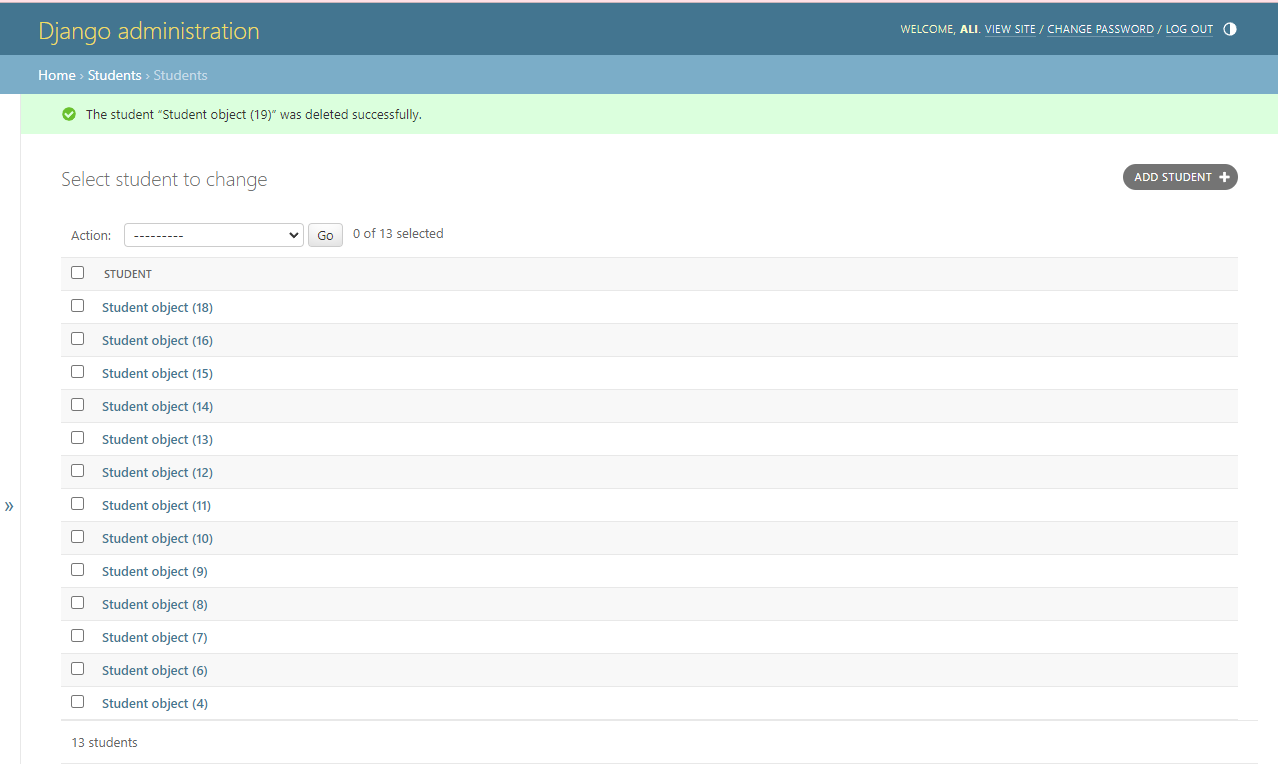 Django administration
WELCOME, ALI. VIEW SITE / CHANGE PASSWORD / LOG OUT
Home › Students › Students
The student “Student object (19)” was deleted successfully.
Select student to change
ADD STUDENT +
Action: --------- Go 0 of 13 selected
STUDENT
Student object (18)
Student object (16)
Student object (15)
Student object (14)
Student object (13)
Student object (12)
Student object (11)
Student object (10)
Student object (9)
Student object (8)
Student object (7)
Student object (6)
Student object (4)
»
13 students